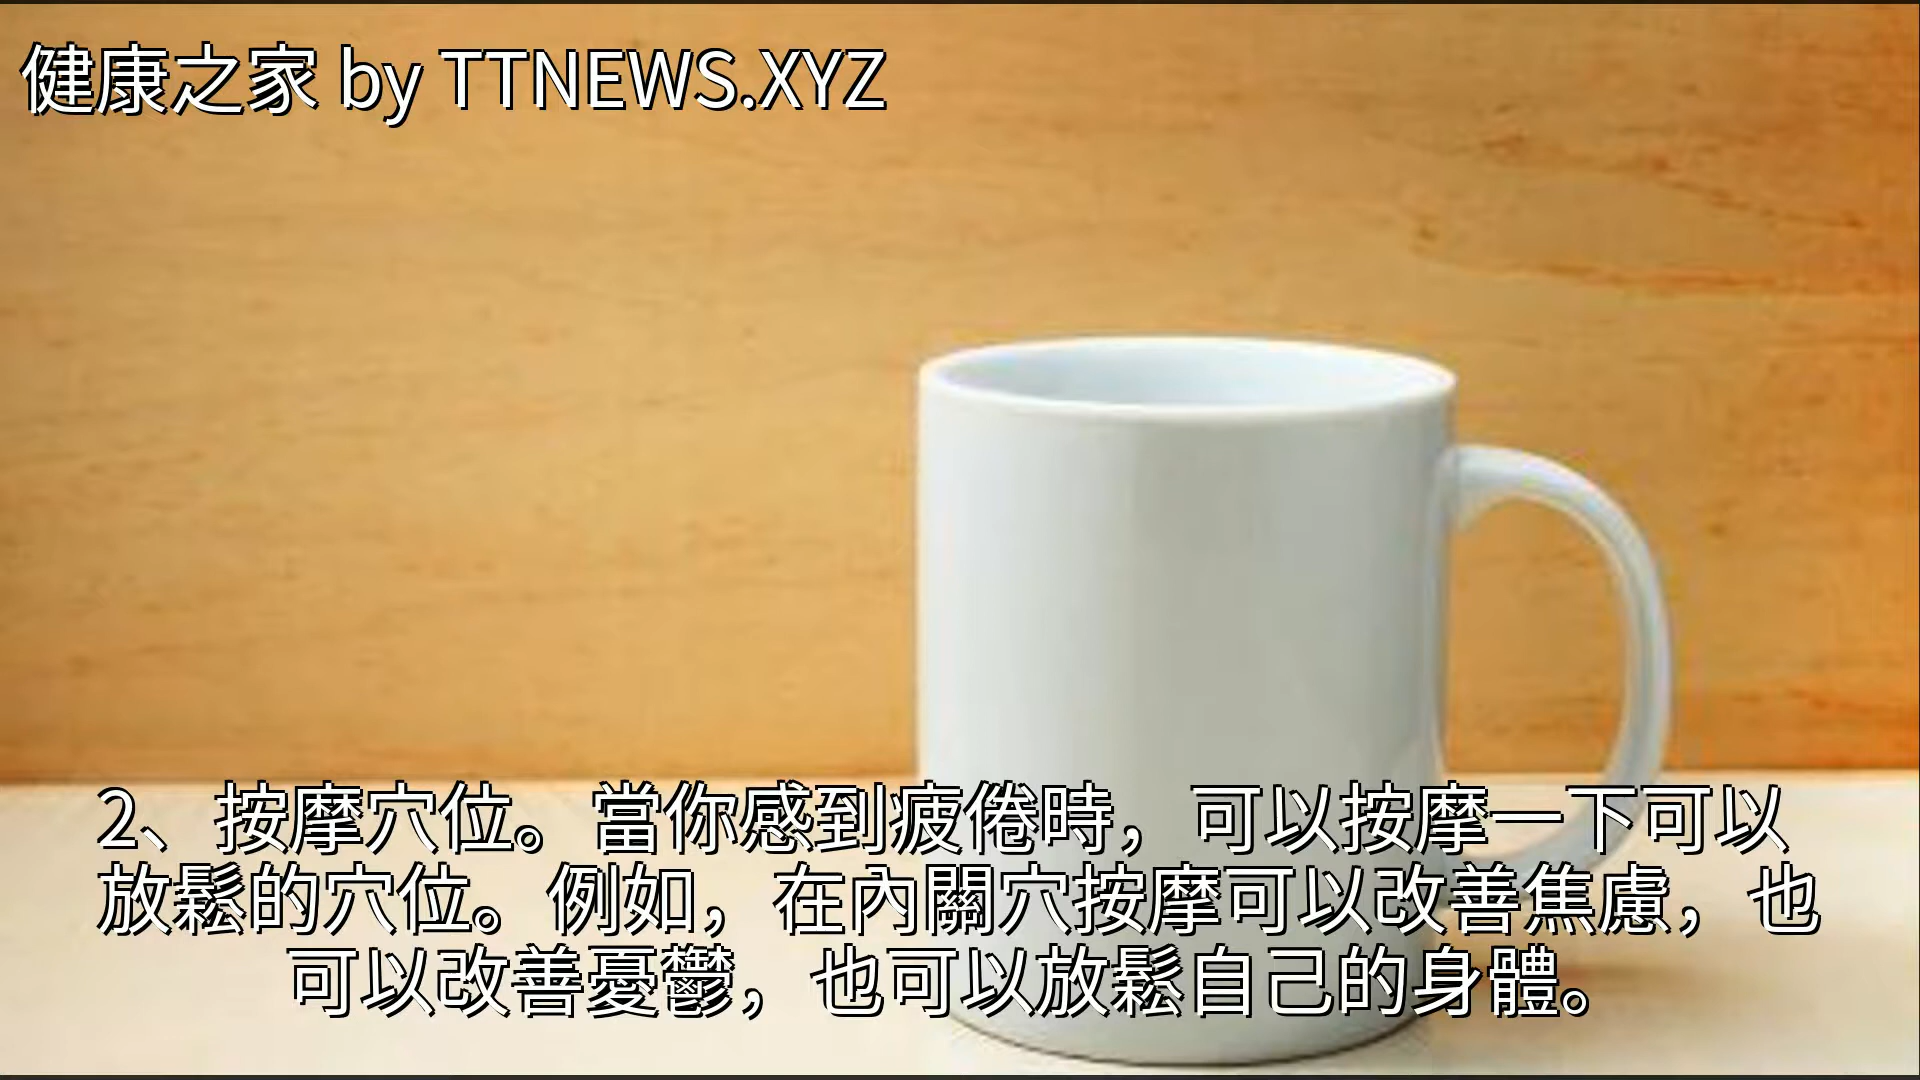 健康之家 by TTNEWS.XYZ
2、按摩穴位。當你感到疲倦時，可以按摩一下可以
放鬆的穴位。例如，在內關穴按摩可以改善焦慮，也
可以改善憂鬱，也可以放鬆自己的身體。